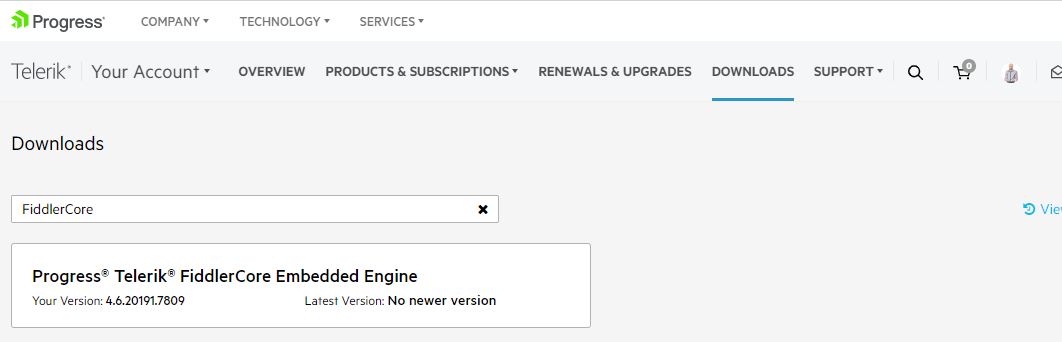 Progress®
COMPANY TECHNOLOGY SERVICES
Telerik® Your Account OVERVIEW PRODUCTS & SUBSCRIPTIONS RENEWALS & UPGRADES DOWNLOADS SUPPORT 0
Downloads
FiddlerCore
Progress® Telerik® FiddlerCore Embedded Engine
Your Version: 4.6.20191.7809 Latest Version: No newer version